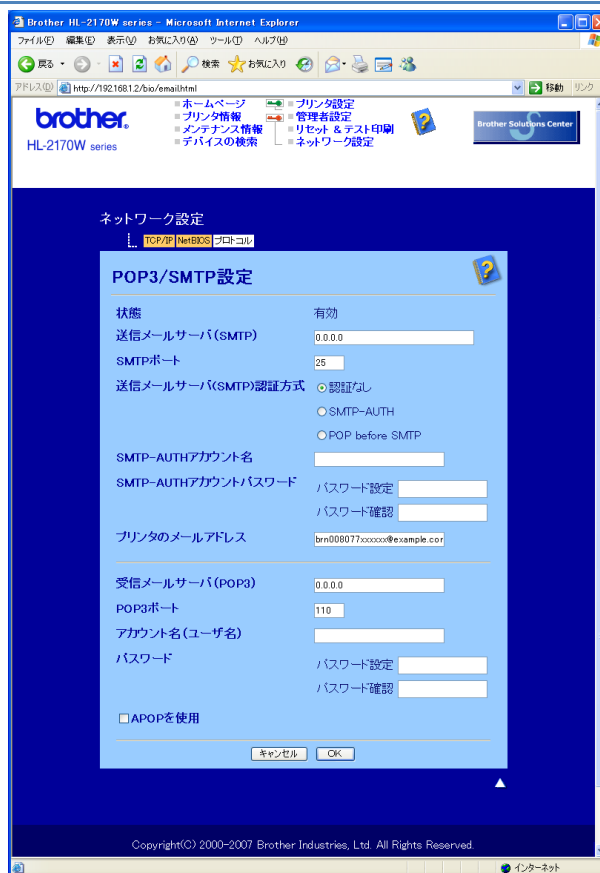 Brother HL-2170W series - Microsoft Internet Explorer
ファイル(F) 編集(E) 表示(V) お気に入り(A) ツール(T) ヘルプ(H)
戻る 検索 お気に入り
アドレス(D) http://192.168.1.2/bio/email.html 移動 リンク
brother.
HL-2170W series
ホームページ
プリンタ情報
メンテナンス情報
デバイスの検索
プリンタ設定
管理者設定
リセット & テスト印刷
ネットワーク設定
Brother Solutions Center
ネットワーク設定
TCP/IP NetBIOS プロトコル
POP3/SMTP設定
状態 有効
送信メールサーバ(SMTP) 0.0.0.0
SMTPポート 25
送信メールサーバ(SMTP)認証方式 認証なし
SMTP-AUTH
POP before SMTP
SMTP-AUTHアカウント名
SMTP-AUTHアカウントパスワード パスワード設定
パスワード確認
プリンタのメールアドレス brn008077xxxxxx@example.cor
受信メールサーバ(POP3) 0.0.0.0
POP3ポート 110
アカウント名(ユーザ名)
パスワード パスワード設定
パスワード確認
APOPを使用
キャンセル OK
Copyright(C) 2000-2007 Brother Industries, Ltd. All Rights Reserved.
インターネット